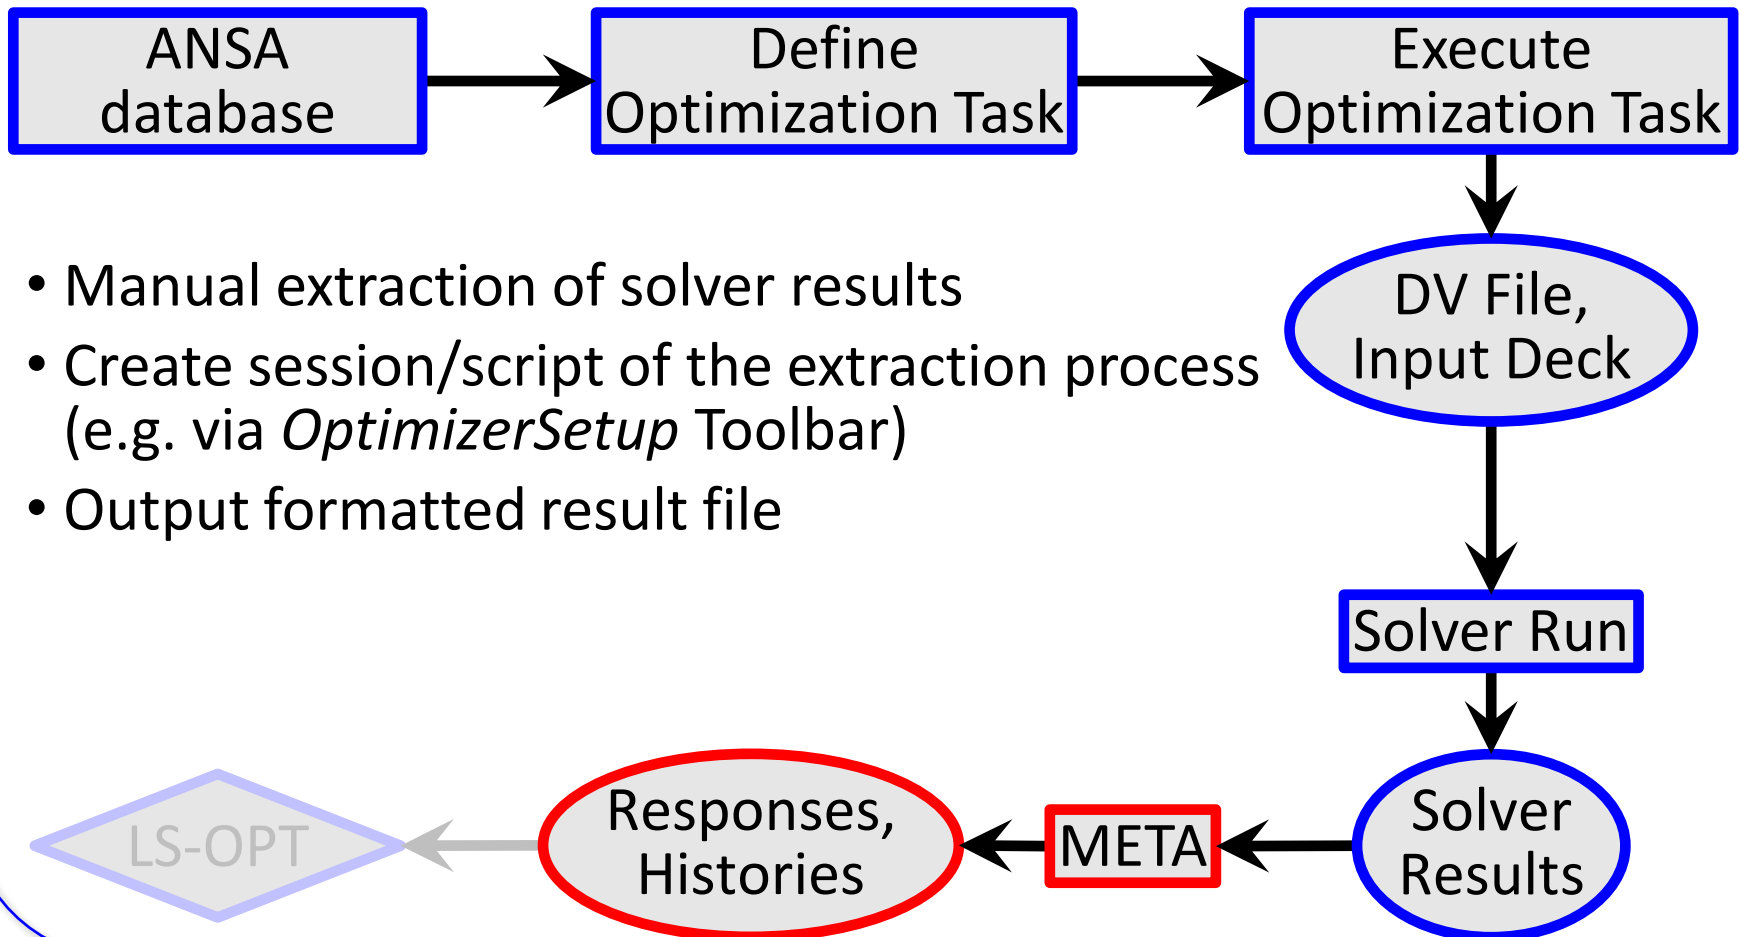 ANSA
database
Define
Optimization Task
Execute
Optimization Task
• Manual extraction of solver results
• Create session/script of the extraction process
(e.g. via OptimizerSetup Toolbar)
• Output formatted result file
DV File,
Input Deck
Solver Run
Solver
Results
META
Responses,
Histories
LS-OPT